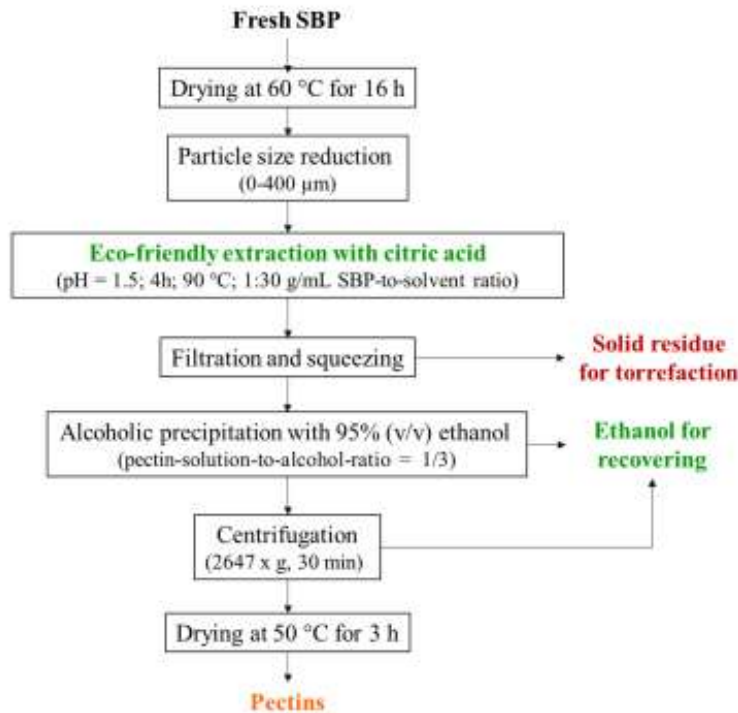 Fresh SBP
Drying at 60 °C for 16 h
Particle size reduction
(0-400 µm)
Eco-friendly extraction with citric acid
(pH = 1.5; 4h; 90 °C; 1:30 g/mL SBP-to-solvent ratio)
Filtration and squeezing
Solid residue
for torrefaction
Alcoholic precipitation with 95% (v/v) ethanol
(pectin-solution-to-alcohol-ratio = 1/3)
Ethanol for
recovering
Centrifugation
(2647 x g, 30 min)
Drying at 50 °C for 3 h
Pectins